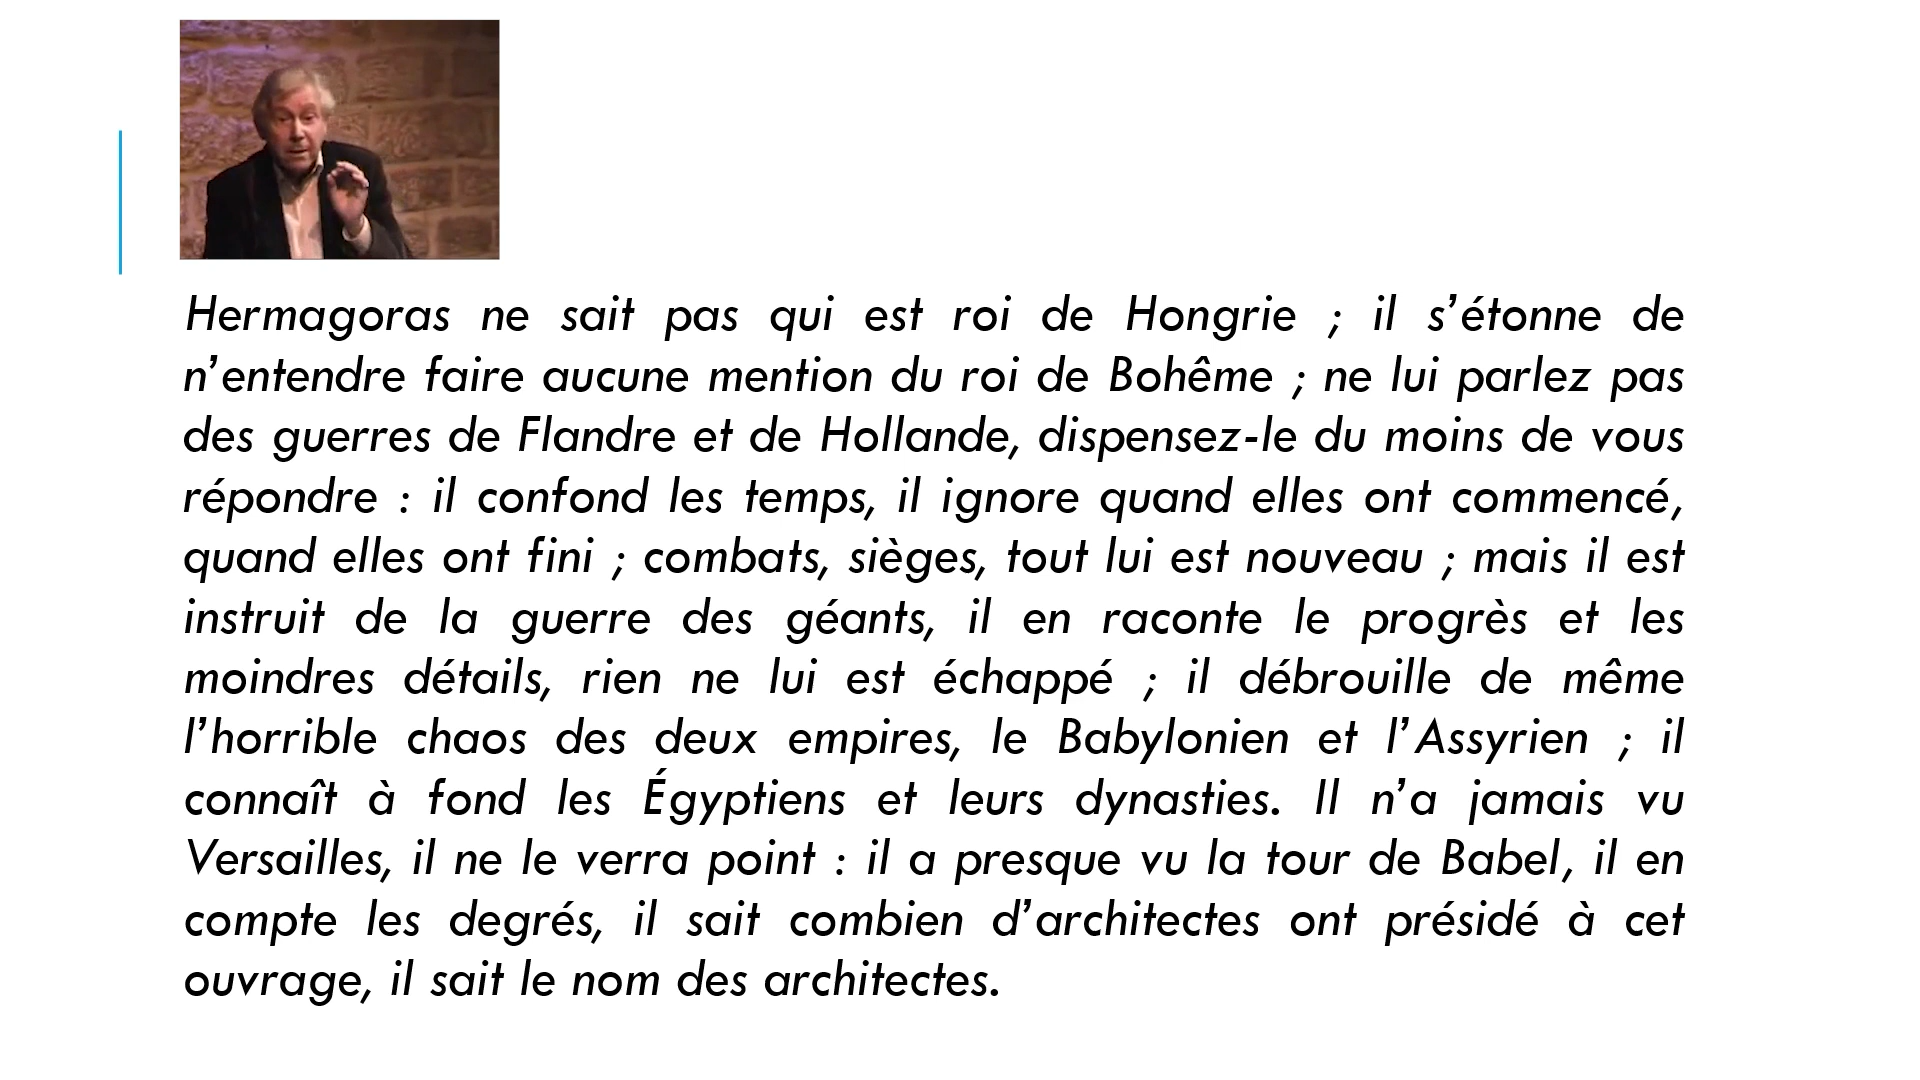 Hermagoras ne sait pas qui est roi de Hongrie ; il s’étonne de
n’entendre faire aucune mention du roi de Bohême ; ne lui parlez pas
des guerres de Flandre et de Hollande, dispensez-le du moins de vous
répondre : il confond les temps, il ignore quand elles ont commencé,
quand elles ont fini ; combats, sièges, tout lui est nouveau ; mais il est
instruit de la guerre des géants, il en raconte le progrès et les
moindres détails, rien ne lui est échappé ; il débrouille de même
l’horrible chaos des deux empires, le Babylonien et l’Assyrien ; il
connaît à fond les Égyptiens et leurs dynasties. Il n’a jamais vu
Versailles, il ne le verra point : il a presque vu la tour de Babel, il en
compte les degrés, il sait combien d’architectes ont présidé à cet
ouvrage, il sait le nom des architectes.